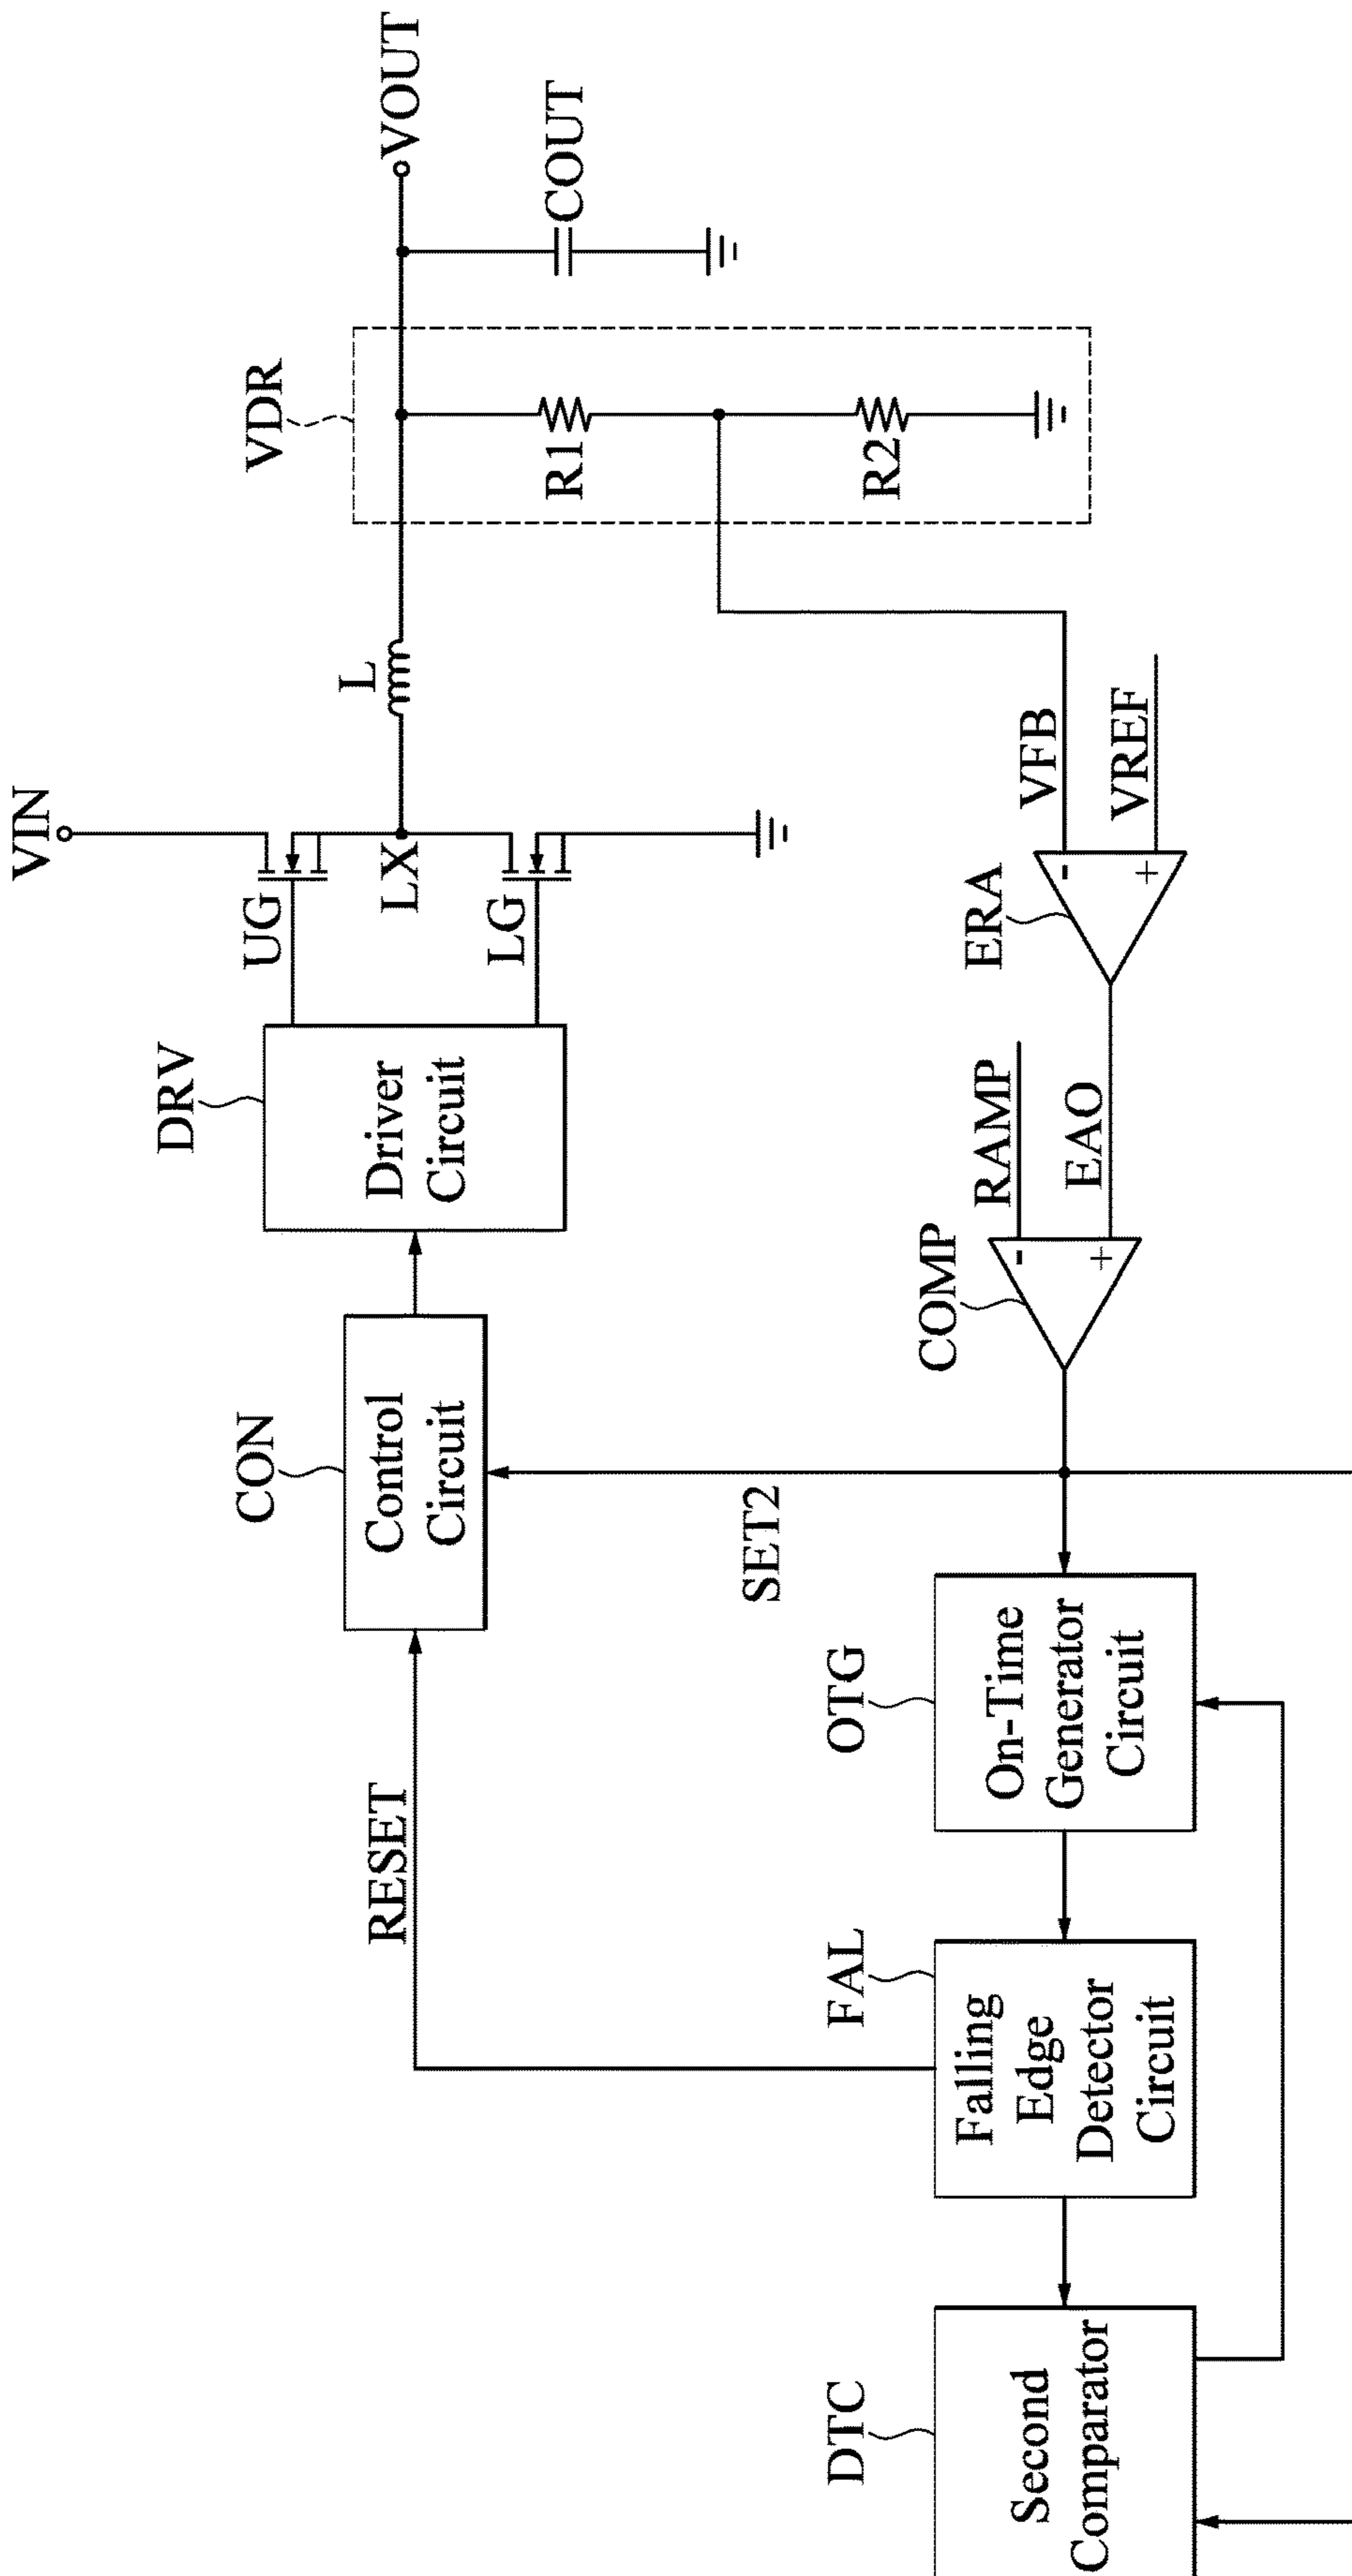 VIN
VOUT
COUT
VDR
R1
R2
L
LX
UG
LG
DRV
Driver
Circuit
CON
Control
Circuit
RESET
SET2
VFB
VREF
ERA
-
+
RAMP
EAO
COMP
-
+
OTG
On-Time
Generator
Circuit
FAL
Falling
Edge
Detector
Circuit
DTC
Second
Comparator